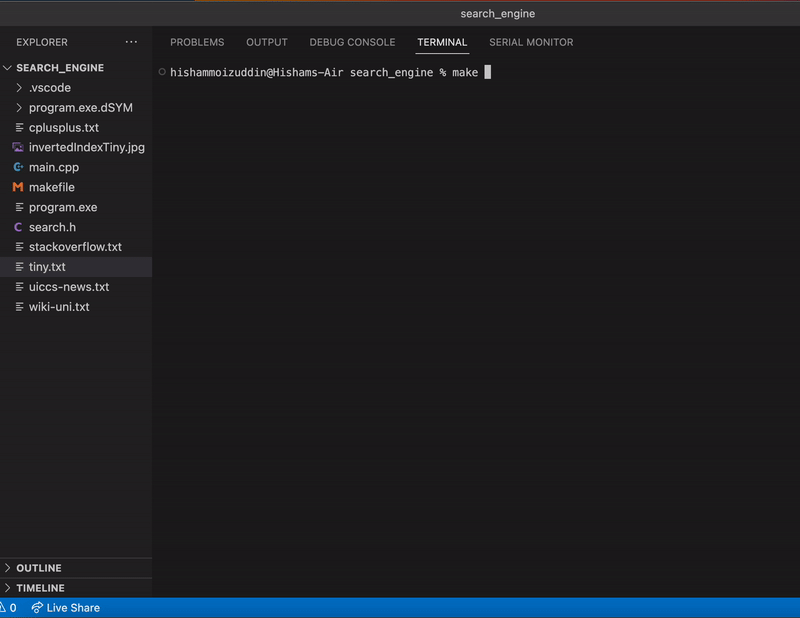 search_engine
EXPLORER ...
PROBLEMS OUTPUT DEBUG CONSOLE TERMINAL SERIAL MONITOR
SEARCH_ENGINE
.vscode
program.exe.dSYM
cplusplus.txt
invertedIndexTiny.jpg
main.cpp
makefile
program.exe
search.h
stackoverflow.txt
tiny.txt
uiccs-news.txt
wiki-uni.txt
hishammoizuddin@Hishams-Air search_engine % make
OUTLINE
TIMELINE
0 Live Share